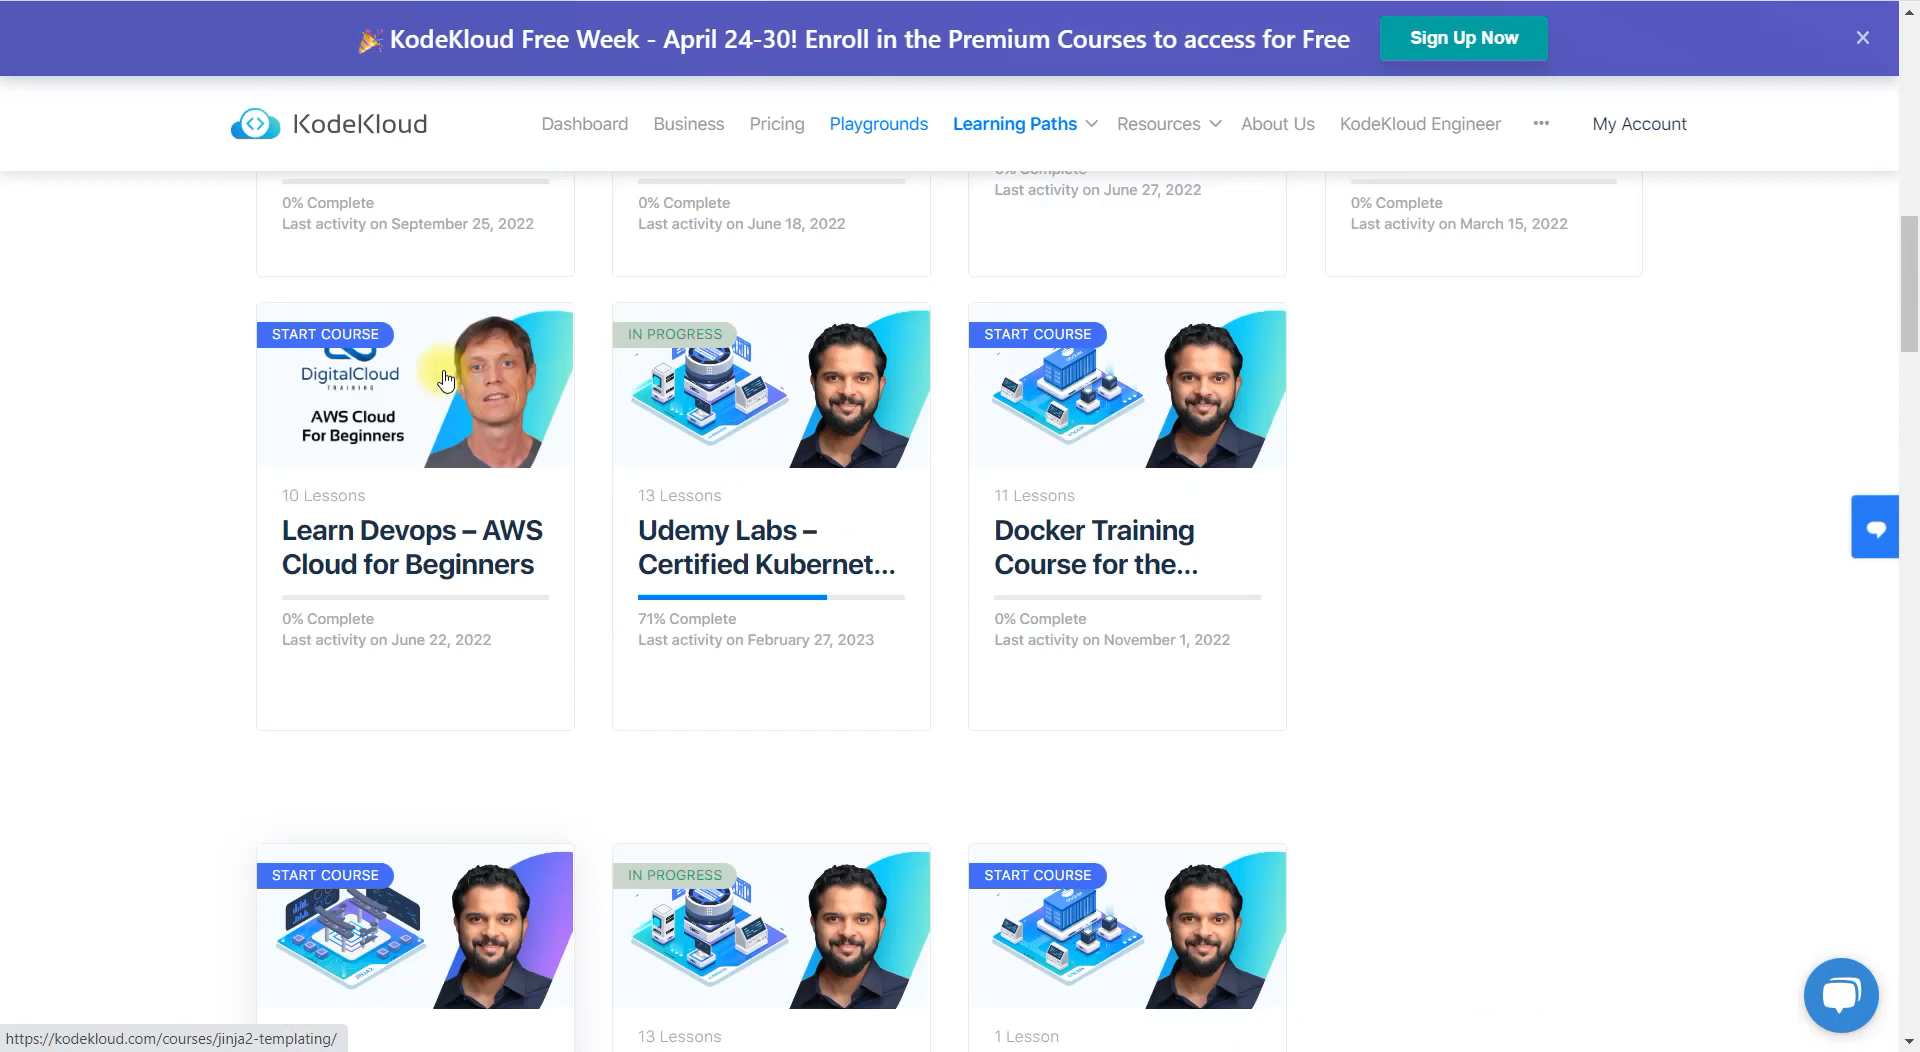 🎉 KodeKloud Free Week - April 24-30! Enroll in the Premium Courses to access for Free
Sign Up Now
KodeKloud
Dashboard
Business
Pricing
Playgrounds
Learning Paths
Resources
About Us
KodeKloud Engineer
•••
My Account
0% Complete
Last activity on September 25, 2022
0% Complete
Last activity on June 18, 2022
0% Complete
Last activity on June 27, 2022
0% Complete
Last activity on March 15, 2022
START COURSE
DigitalCloud
TRAINING
AWS Cloud
For Beginners
10 Lessons
Learn Devops – AWS
Cloud for Beginners
0% Complete
Last activity on June 22, 2022
IN PROGRESS
13 Lessons
Udemy Labs –
Certified Kubernet...
71% Complete
Last activity on February 27, 2023
START COURSE
11 Lessons
Docker Training
Course for the...
0% Complete
Last activity on November 1, 2022
START COURSE
JINJA2
IN PROGRESS
13 Lessons
START COURSE
1 Lesson
https://kodekloud.com/courses/jinja2-templating/